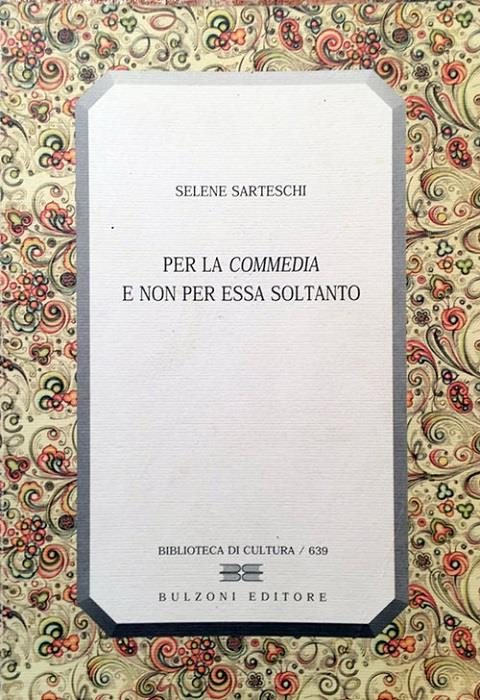 SELENE SARTESCHI
PER LA COMMEDIA
E NON PER ESSA SOLTANTO
BIBLIOTECA DI CULTURA / 639
BULZONI EDITORE